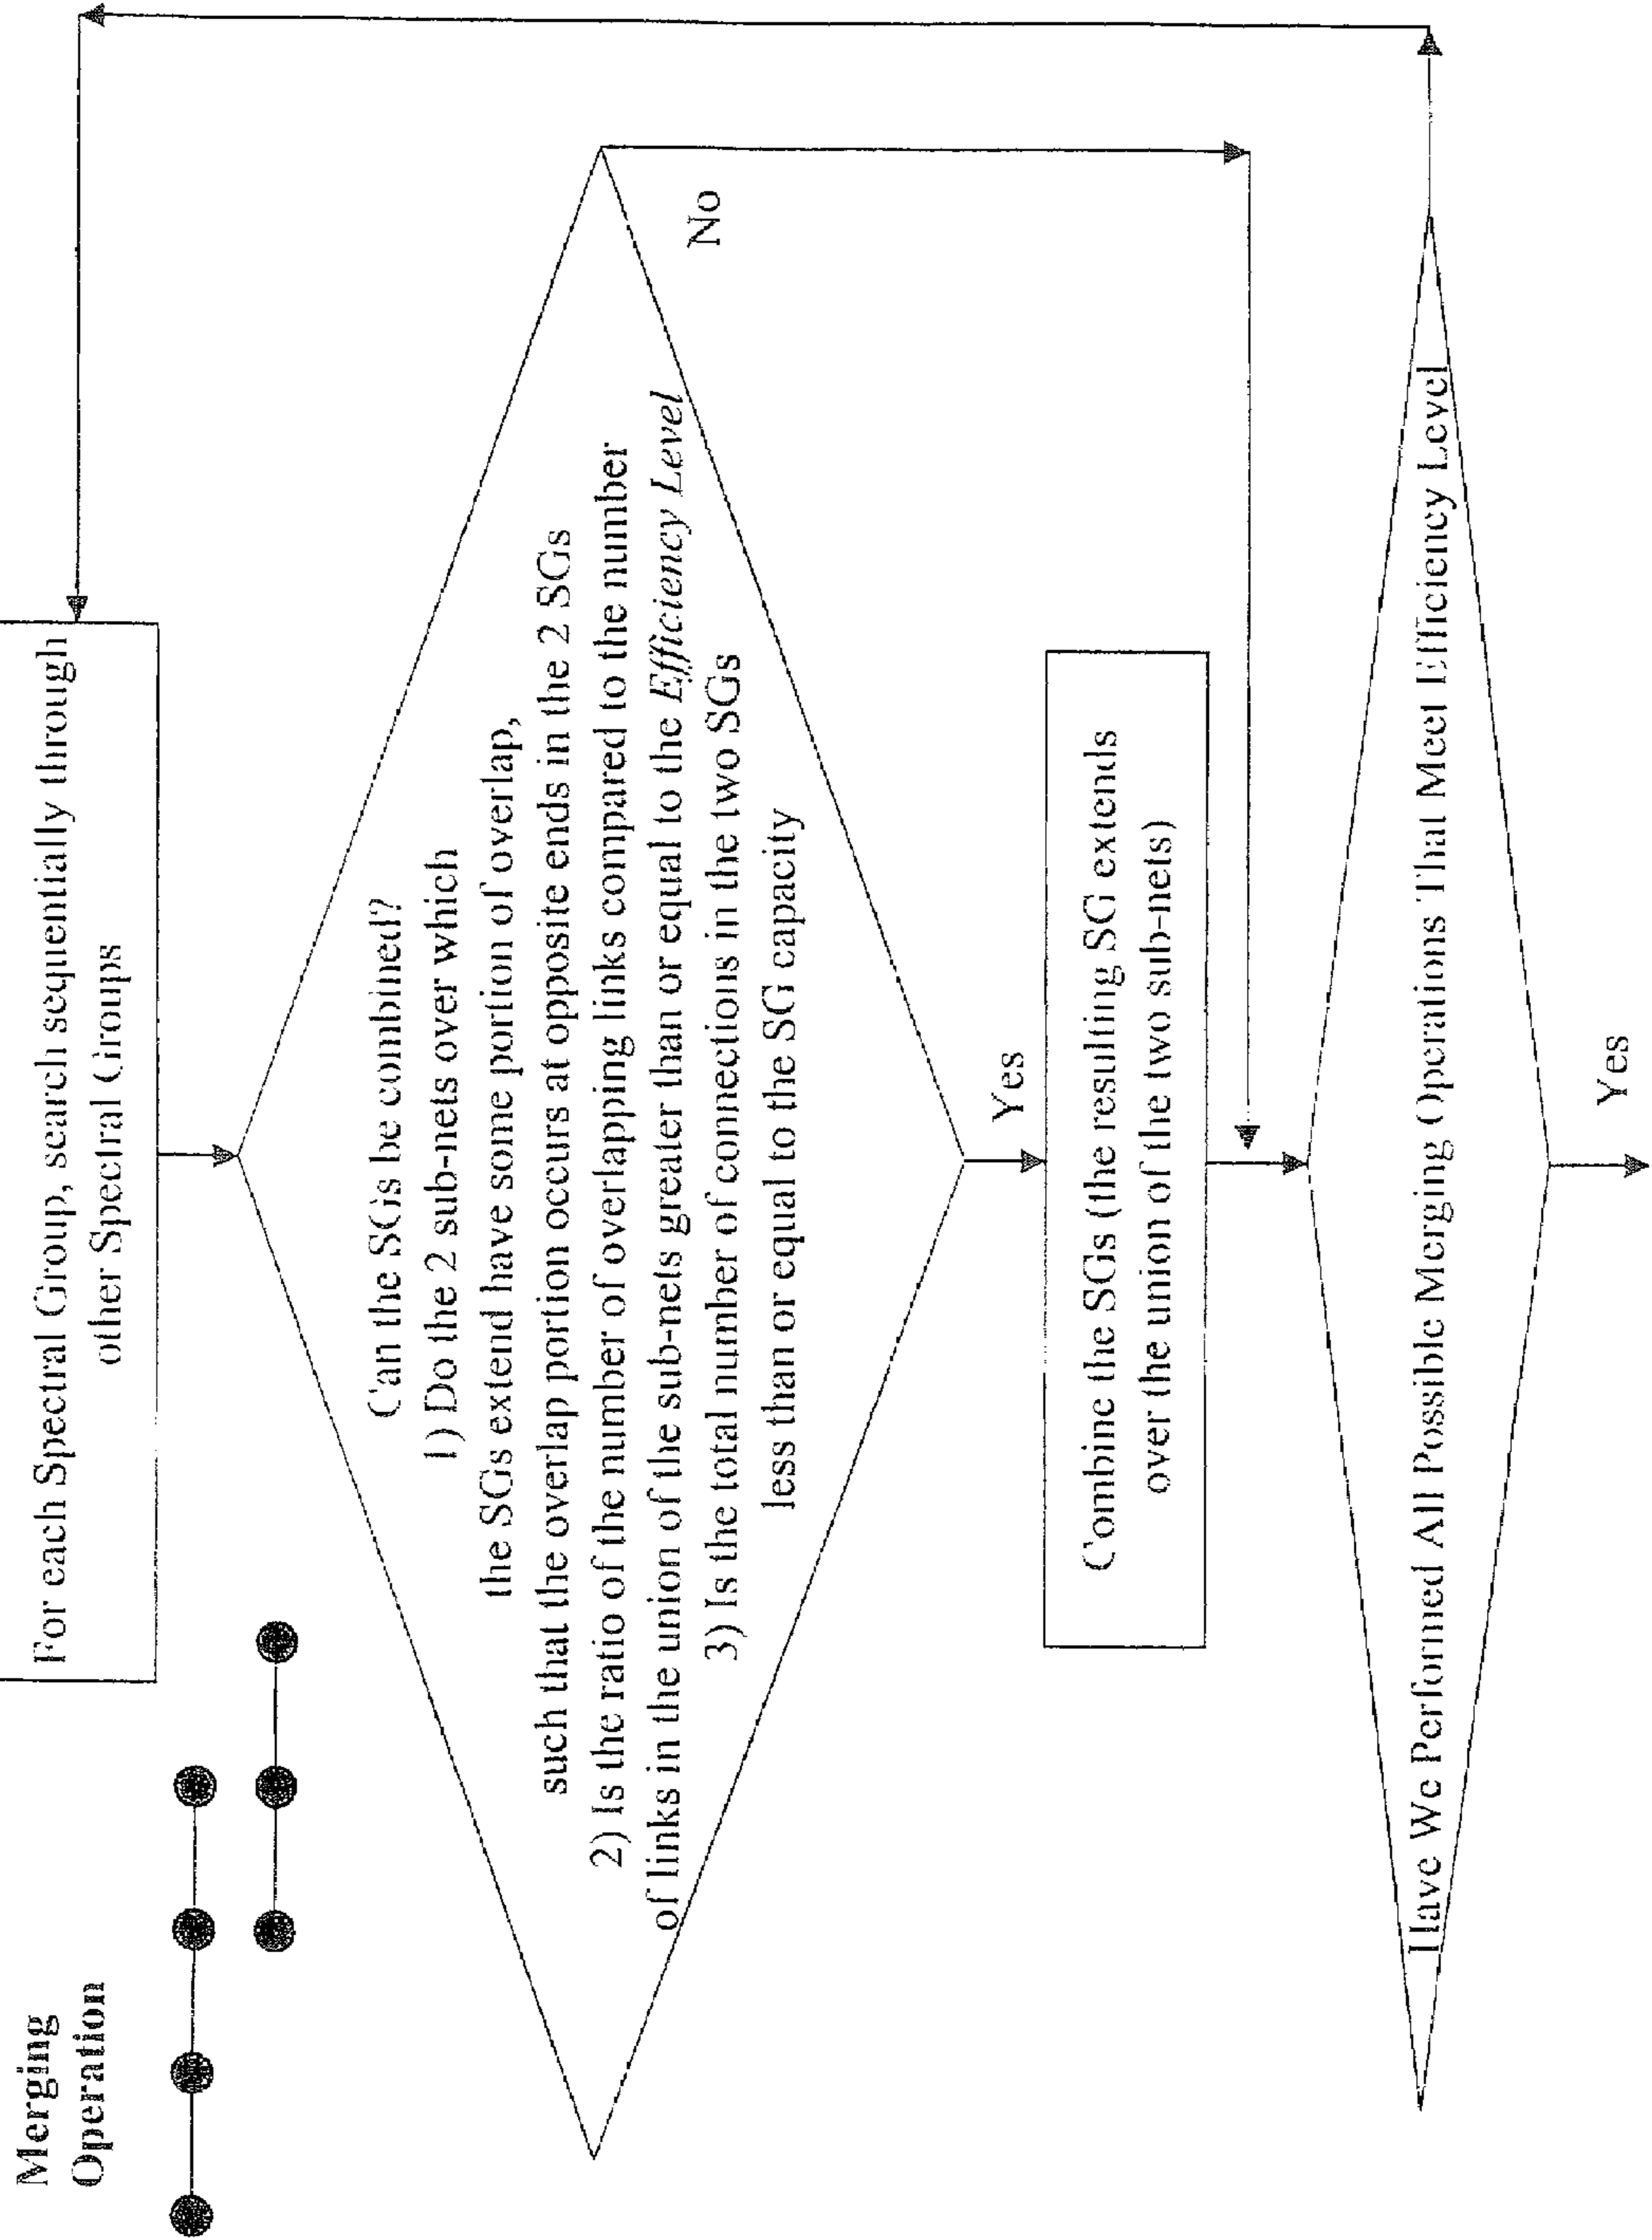 Merging
Operation
For each Spectral Group, search sequentially through
other Spectral Groups
Can the SGs be combined?
1) Do the 2 sub-nets over which
the SGs extend have some portion of overlap,
such that the overlap portion occurs at opposite ends in the 2 SGs
2) Is the ratio of the number of overlapping links compared to the number
of links in the union of the sub-nets greater than or equal to the Efficiency Level
3) Is the total number of connections in the two SGs
less than or equal to the SG capacity
No
Yes
Combine the SGs (the resulting SG extends
over the union of the two sub-nets)
Have We Performed All Possible Merging Operations That Meet Efficiency Level
Yes